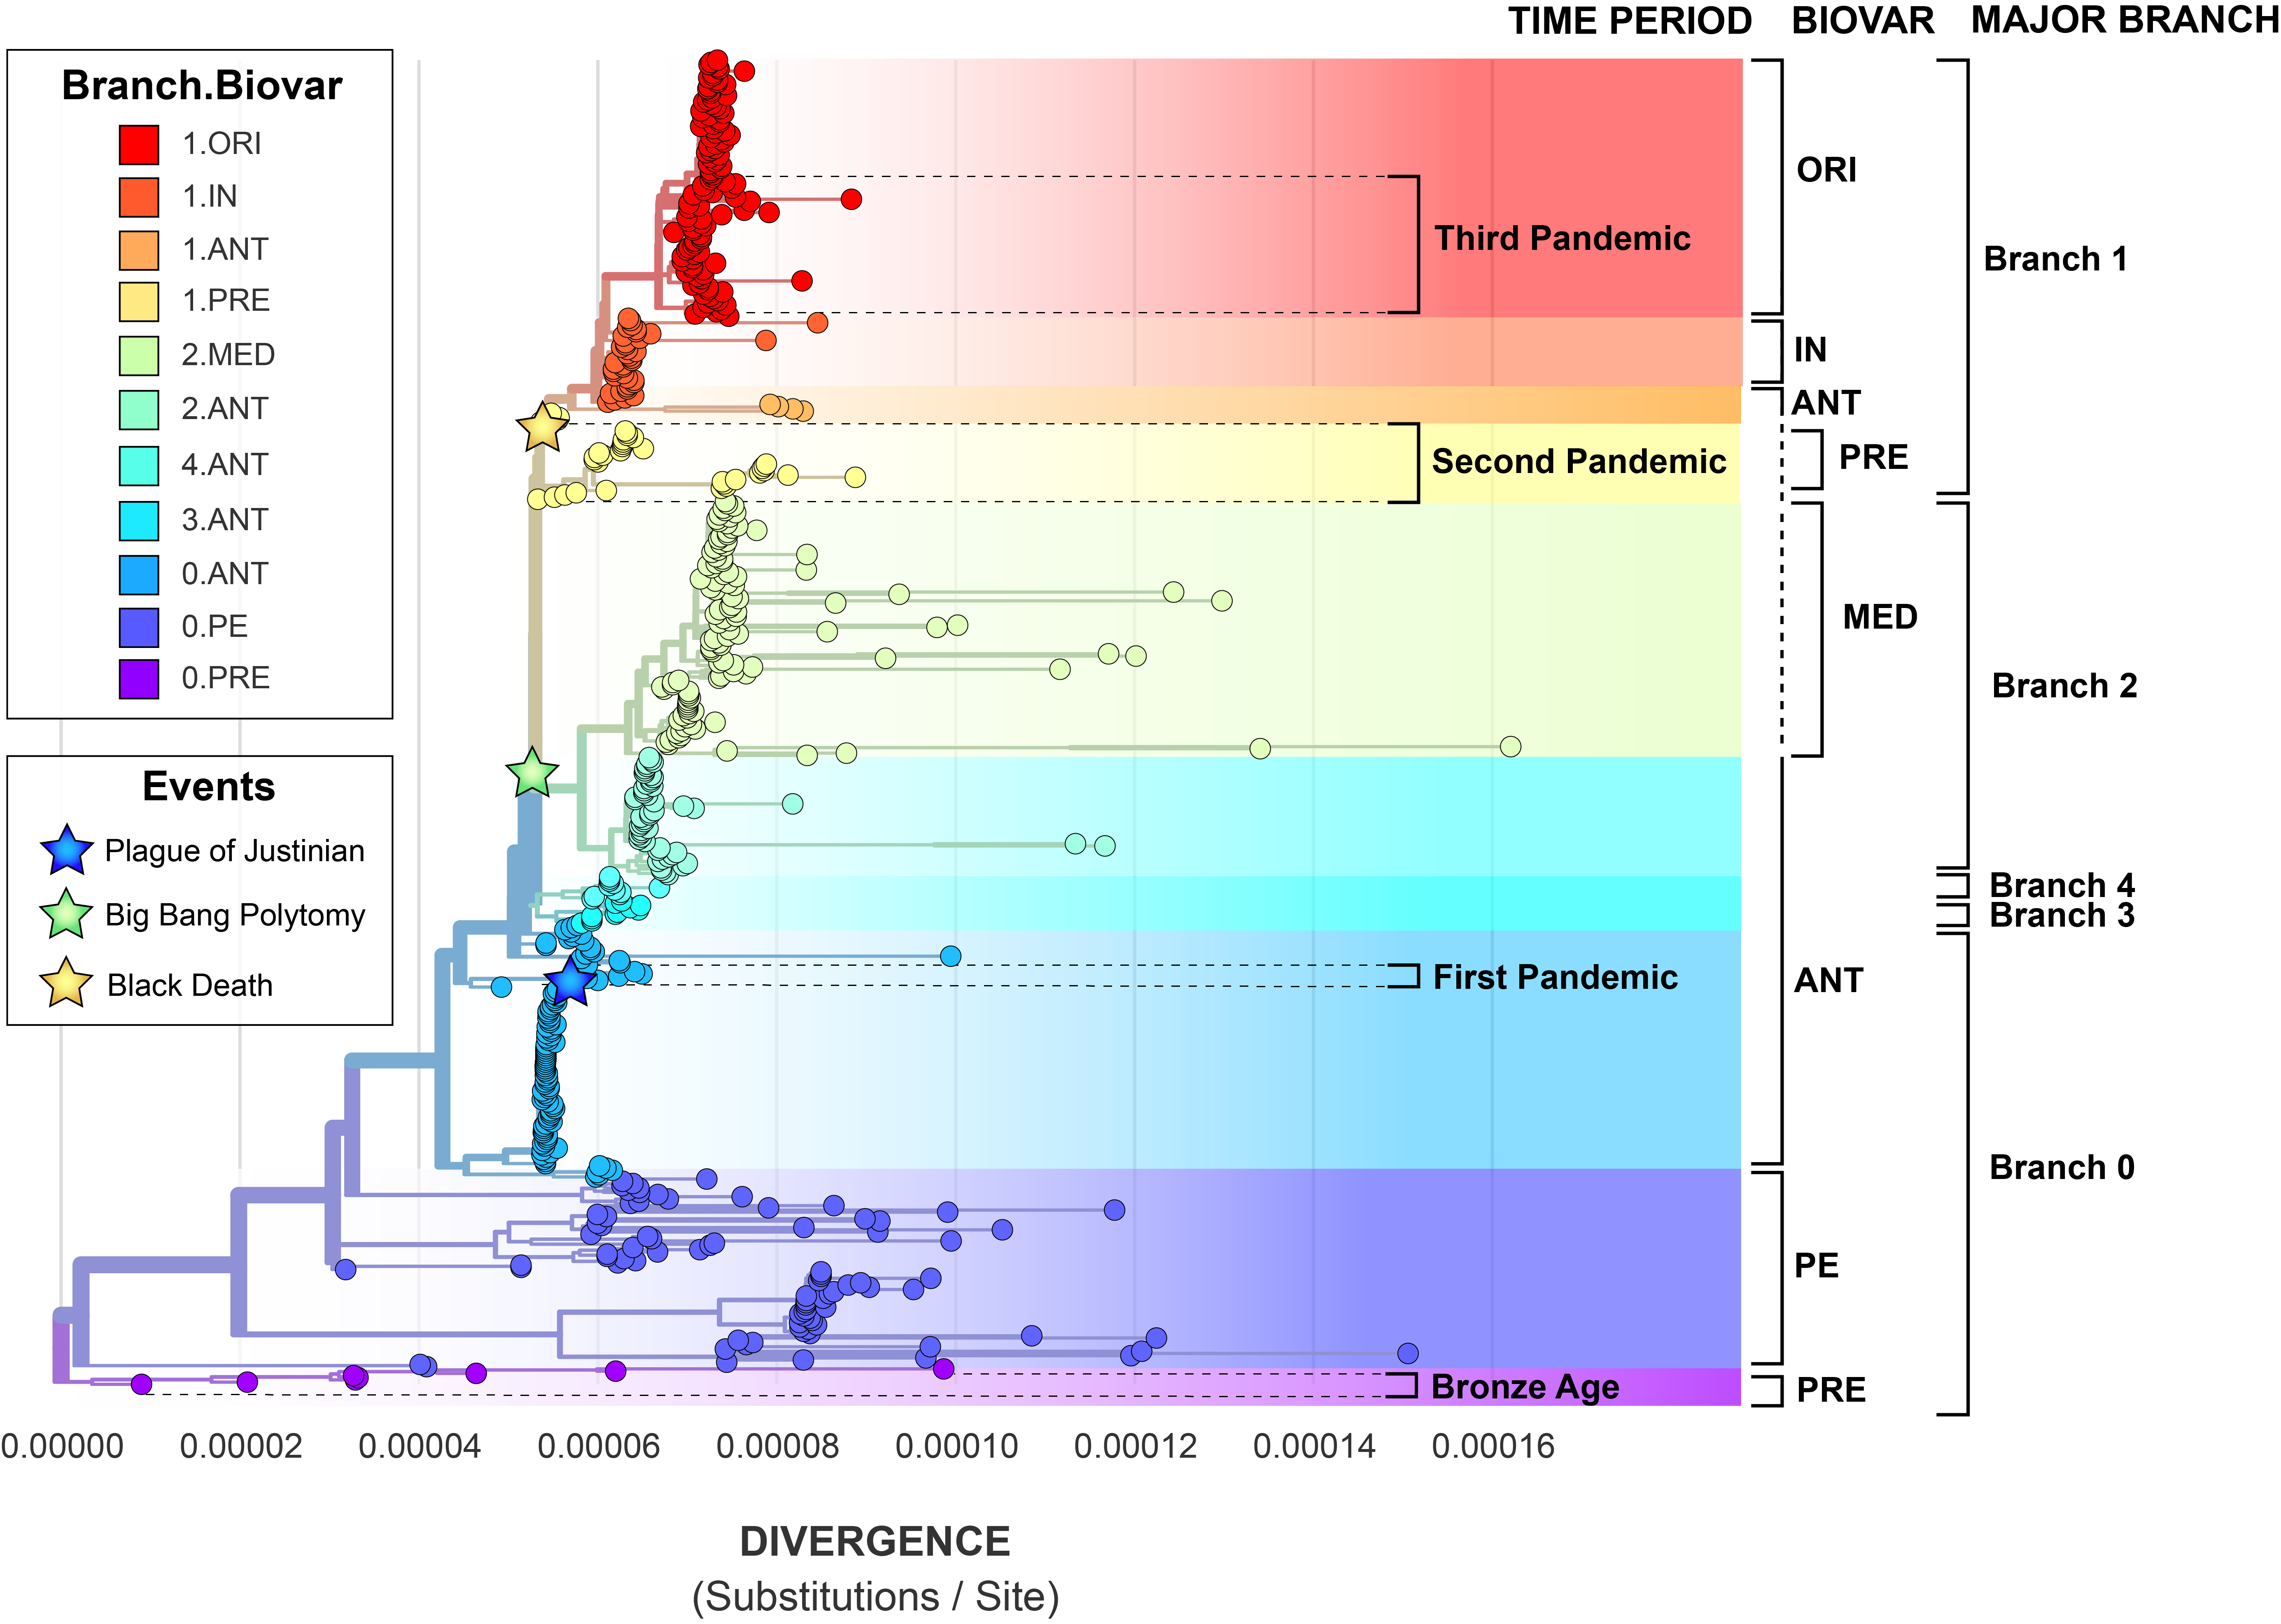 TIME PERIOD BIOVAR MAJOR BRANCH
Branch.Biovar
1.ORI
1.IN
1.ANT
1.PRE
2.MED
2.ANT
4.ANT
3.ANT
0.ANT
0.PE
0.PRE
Events
Plague of Justinian
Big Bang Polytomy
Black Death
Third Pandemic
Second Pandemic
First Pandemic
Bronze Age
ORI
IN
ANT
PRE
MED
ANT
PE
PRE
Branch 1
Branch 2
Branch 4
Branch 3
Branch 0
0.00000 0.00002 0.00004 0.00006 0.00008 0.00010 0.00012 0.00014 0.00016
DIVERGENCE
(Substitutions / Site)